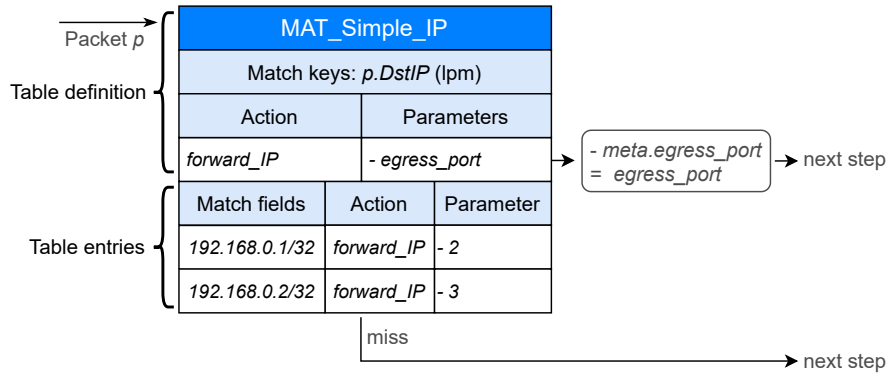 Packet p
MAT_Simple_IP
Match keys: p.DstIP (lpm)
Table definition
Action
Parameters
forward_IP
- egress_port
- meta.egress_port
= egress_port
next step
Match fields
Action
Parameter
Table entries
192.168.0.1/32
forward_IP
- 2
192.168.0.2/32
forward_IP
- 3
miss
next step